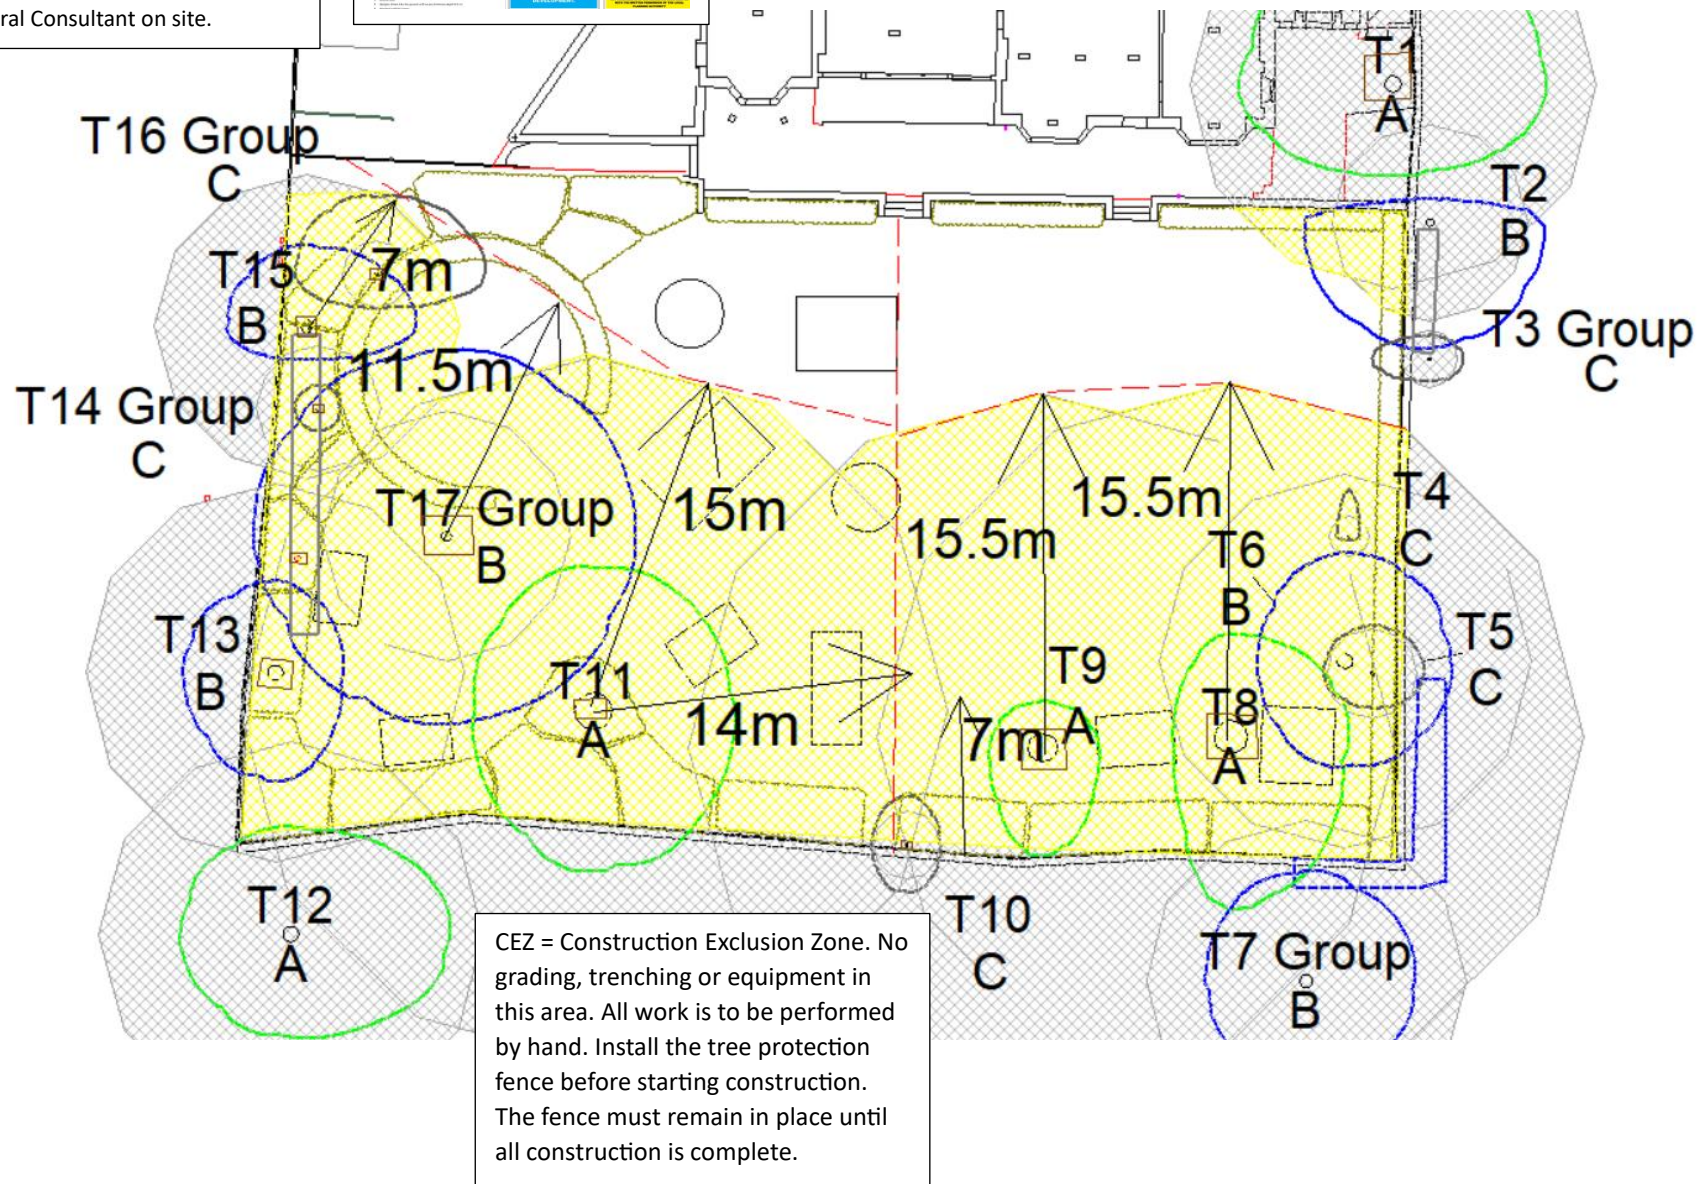 ral Consultant on site.
DEVELOPMENT
T1
A
T16 Group
C
T2
B
T15
B
7m
T3 Group
C
11.5m
T14 Group
C
T17 Group
B
15m
15.5m
15.5m
T4
C
T6
B
T13
B
T5
C
T11
A
14m
T9
A
7m
T8
A
T12
A
T10
C
T7 Group
B
CEZ = Construction Exclusion Zone. No
grading, trenching or equipment in
this area. All work is to be performed
by hand. Install the tree protection
fence before starting construction.
The fence must remain in place until
all construction is complete.